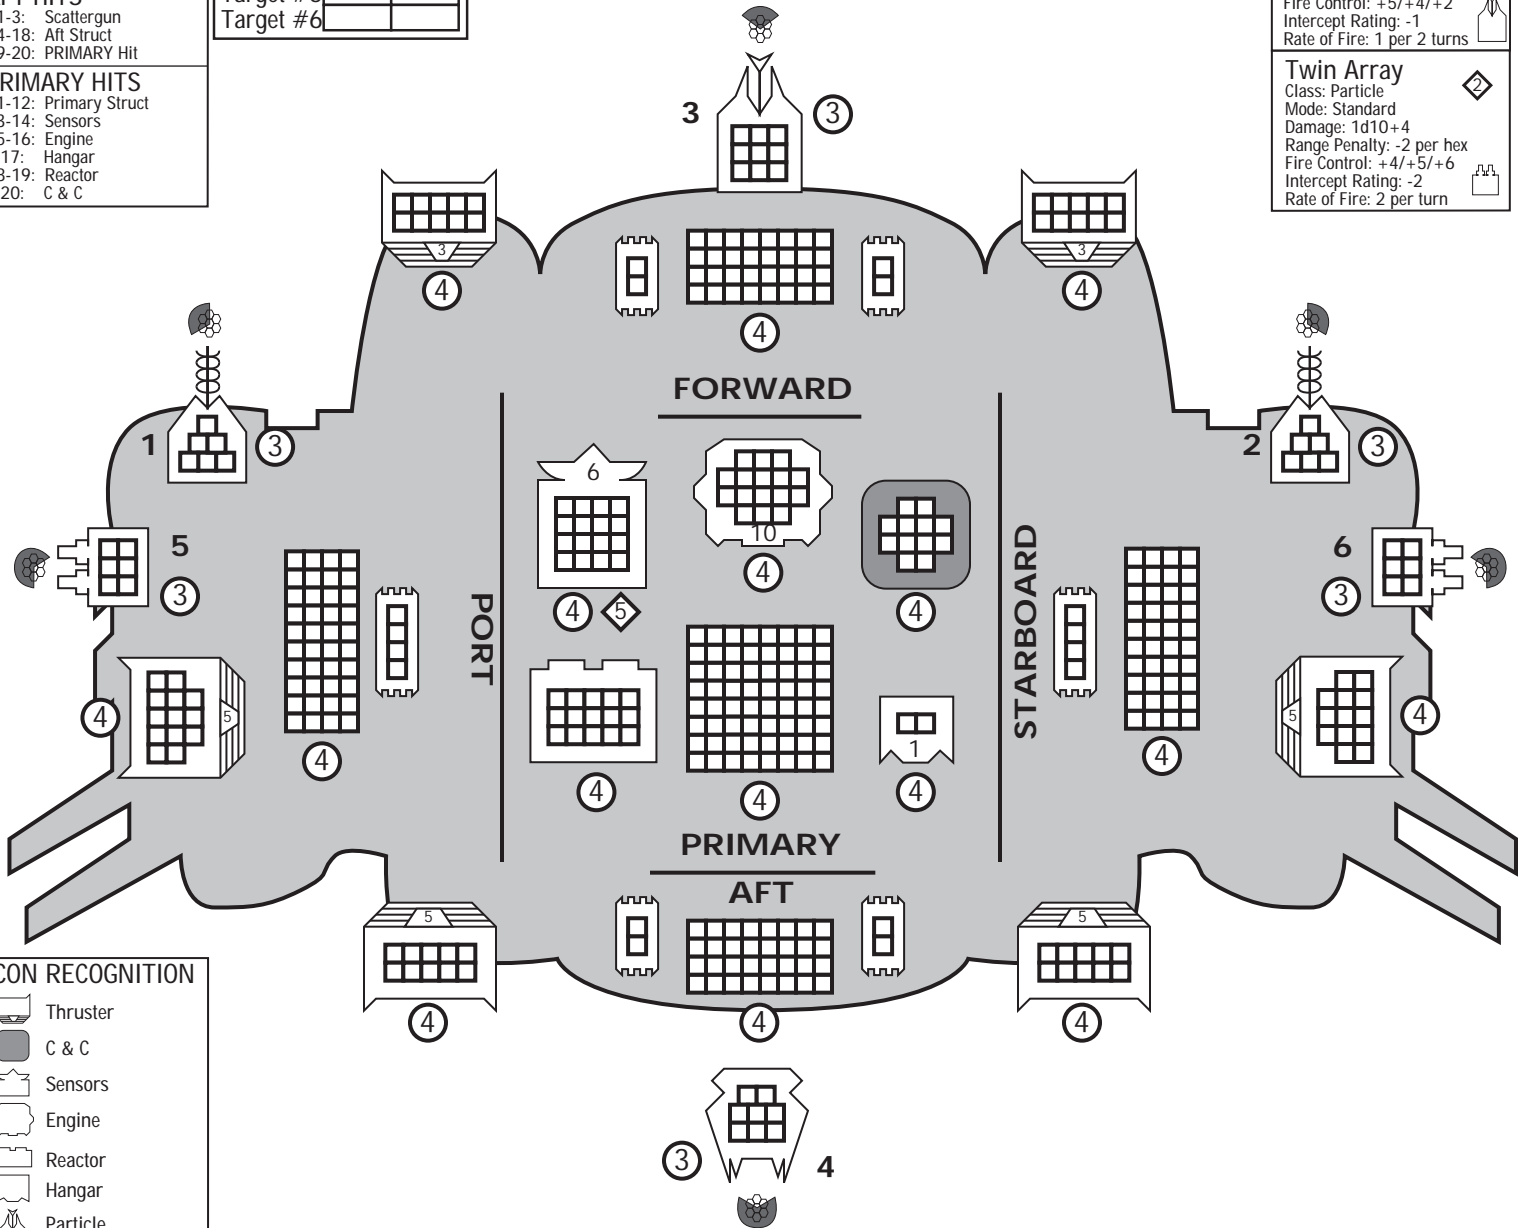 HITS
1-3: Scattergun
4-18: Aft Struct
9-20: PRIMARY Hit
RIMARY HITS
1-12: Primary Struct
3-14: Sensors
5-16: Engine
17: Hangar
8-19: Reactor
20: C & C
Target #6
Fire Control: +5/+4/+2
Intercept Rating: -1
Rate of Fire: 1 per 2 turns
Twin Array
2
Class: Particle
Mode: Standard
Damage: 1d10+4
Range Penalty: -2 per hex
Fire Control: +4/+5/+6
Intercept Rating: -2
Rate of Fire: 2 per turn
3
3
3
4
3
4
4
FORWARD
1
3
2
3
6
10
4
5
3
6
3
4
5
4
PORT
STARBOARD
5
4
4
5
4
4
1
4
4
4
PRIMARY
AFT
5
4
5
4
4
3
4
CON RECOGNITION
Thruster
C & C
Sensors
Engine
Reactor
Hangar
Particle